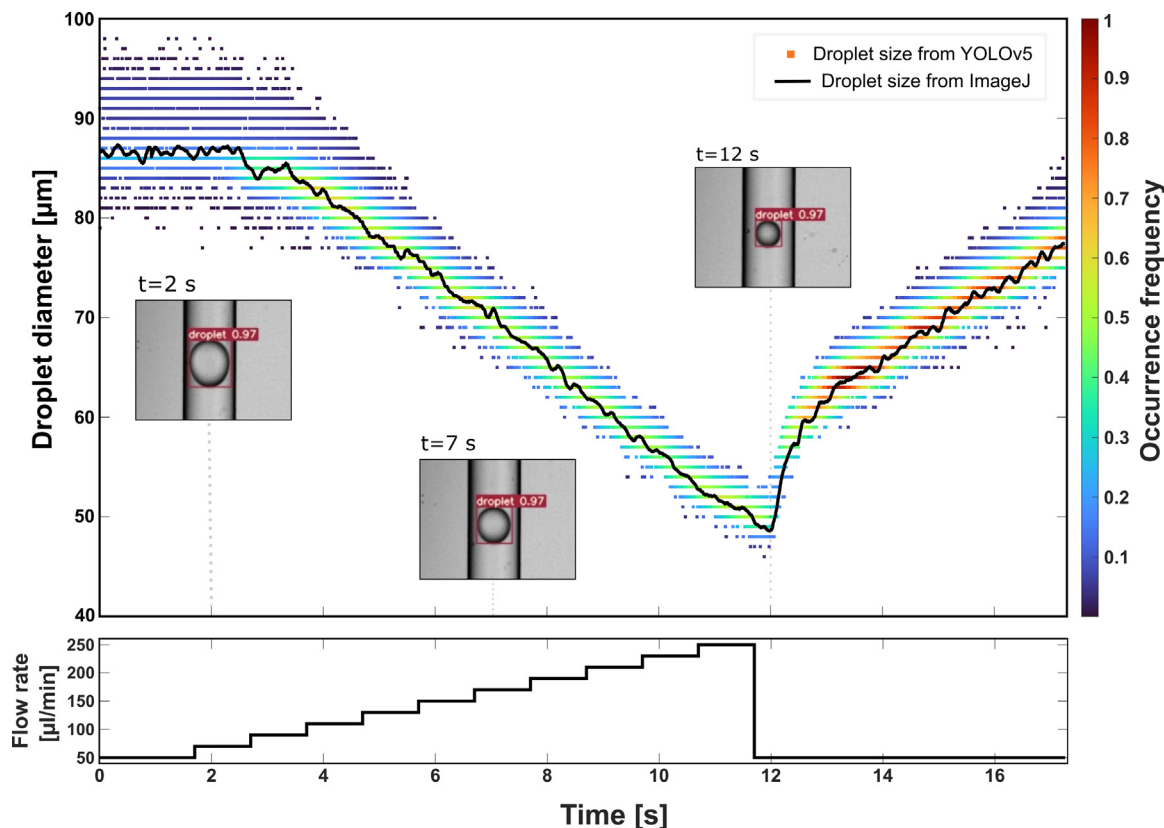 100
90
80
70
60
50
40
Droplet diameter [µm]
Droplet size from YOLOv5
Droplet size from ImageJ
t=2 s
droplet 0.97
t=7 s
droplet 0.97
t=12 s
droplet 0.97
0.1
0.2
0.3
0.4
0.5
0.6
0.7
0.8
0.9
1
Occurrence frequency
250
200
150
100
50
Flow rate
[µl/min]
0 2 4 6 8 10 12 14 16
Time [s]